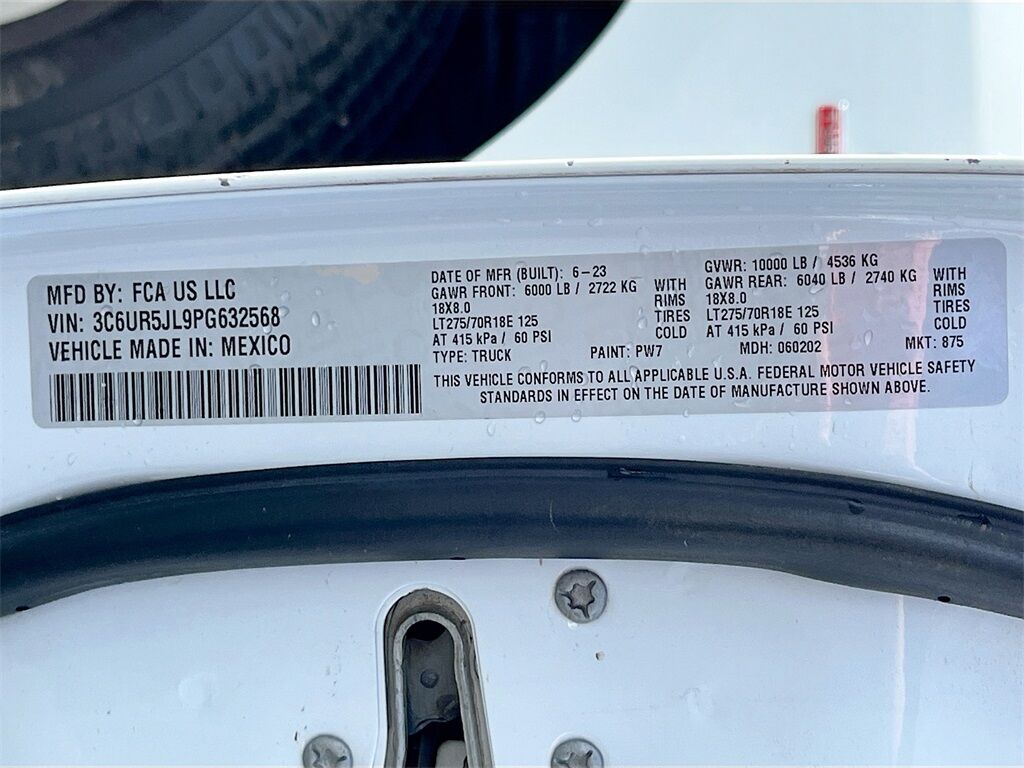 MFD BY: FCA US LLC
VIN: 3C6UR5JL9PG632568
VEHICLE MADE IN: MEXICO
DATE OF MFR (BUILT): 6-23
GAWR FRONT: 6000 LB / 2722 KG WITH
18X8.0 RIMS
LT275/70R18E 125 TIRES
AT 415 kPa / 60 PSI COLD
TYPE: TRUCK
GVWR: 10000 LB / 4536 KG
GAWR REAR: 6040 LB / 2740 KG WITH
18X8.0 RIMS
LT275/70R18E 125 TIRES
AT 415 kPa / 60 PSI COLD
PAINT: PW7 MDH: 060202 MKT: 875
THIS VEHICLE CONFORMS TO ALL APPLICABLE U.S.A. FEDERAL MOTOR VEHICLE SAFETY
STANDARDS IN EFFECT ON THE DATE OF MANUFACTURE SHOWN ABOVE.